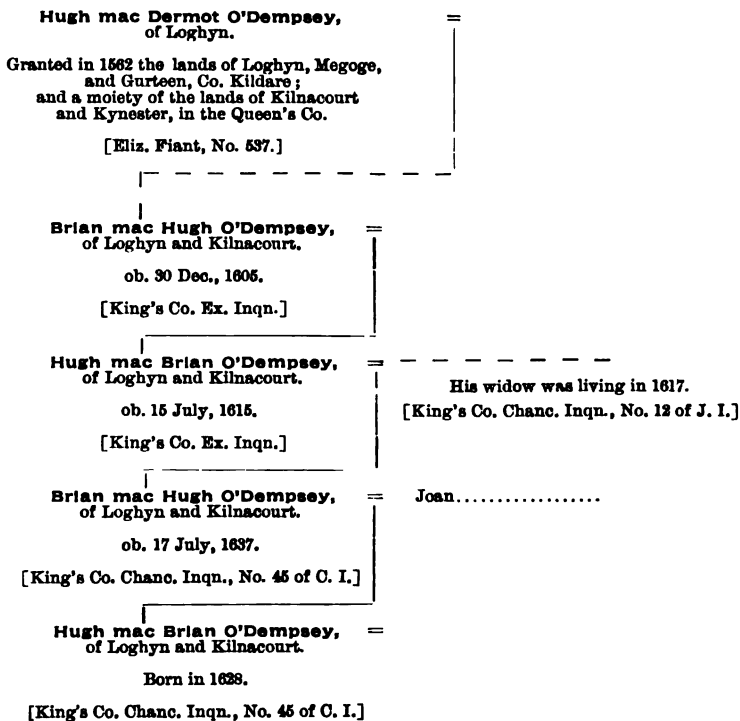 Hugh mac Dermot O'Dempsey, =
of Loghyn.
Granted in 1562 the lands of Loghyn, Megoge,
and Gurteen, Co. Kildare;
and a moiety of the lands of Kilnacourt
and Kynester, in the Queen's Co.
[Eliz. Fiant, No. 537.]
Brian mac Hugh O'Dempsey, =
of Loghyn and Kilnacourt.
ob. 30 Dec., 1605.
[King's Co. Ex. Inqn.]
Hugh mac Brian O'Dempsey, =
of Loghyn and Kilnacourt.
His widow was living in 1617.
ob. 15 July, 1615.
[King's Co. Chanc. Inqn., No. 12 of J. I.]
[King's Co. Ex. Inqn.]
Brian mac Hugh O'Dempsey, = Joan..................
of Loghyn and Kilnacourt.
ob. 17 July, 1637.
[King's Co. Chanc. Inqn., No. 45 of C. I.]
Hugh mac Brian O'Dempsey, =
of Loghyn and Kilnacourt.
Born in 1628.
[King's Co. Chanc. Inqn., No. 45 of C. I.]